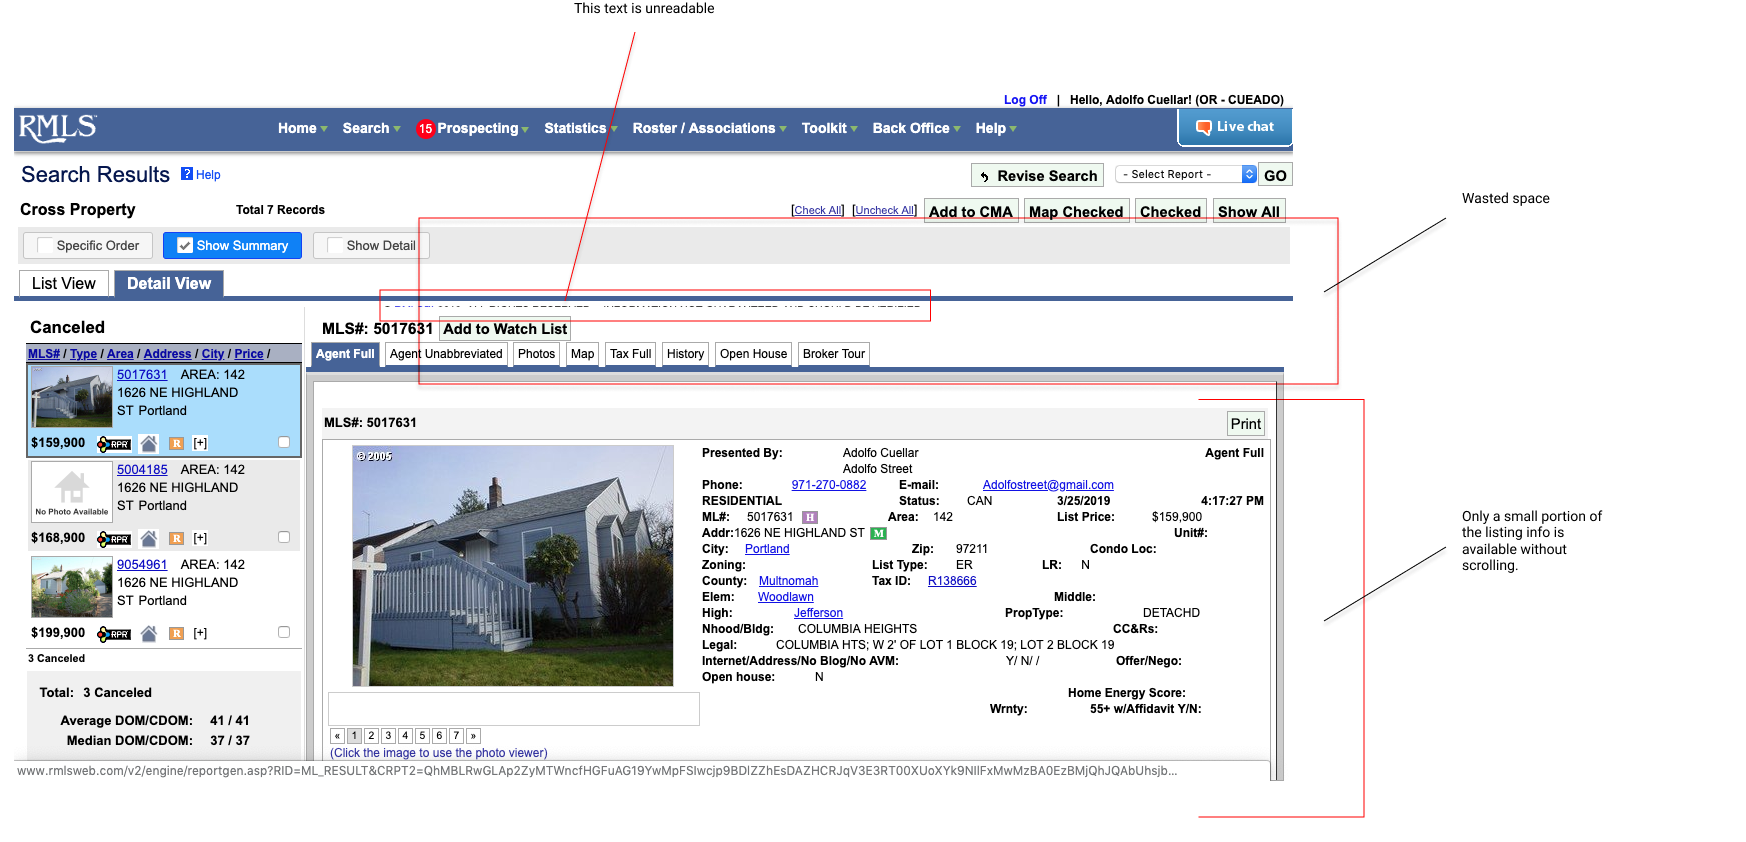 This text is unreadable
Log Off | Hello, Adolfo Cuellar! (OR - CUEADO)
RMLS
Home Search 15 Prospecting Statistics Roster / Associations Toolkit Back Office Help Live chat
Search Results ? Help
Revise Search - Select Report - GO
Wasted space
Cross Property Total 7 Records
[Check All] [Uncheck All] Add to CMA Map Checked Checked Show All
Specific Order Show Summary Show Detail
List View Detail View
Canceled
MLS# / Type / Area / Address / City / Price /
5017631 AREA: 142
1626 NE HIGHLAND
ST Portland
$159,900 RPR R [+]
5004185 AREA: 142
1626 NE HIGHLAND
ST Portland
No Photo Available
$168,900 RPR R [+]
9054961 AREA: 142
1626 NE HIGHLAND
ST Portland
$199,900 RPR R [+]
3 Canceled
Total: 3 Canceled
Average DOM/CDOM: 41 / 41
Median DOM/CDOM: 37 / 37
MLS#: 5017631 Add to Watch List
Agent Full Agent Unabbreviated Photos Map Tax Full History Open House Broker Tour
MLS#: 5017631 Print
© 2005
Presented By: Adolfo Cuellar Agent Full
Adolfo Street
Phone: 971-270-0882 E-mail: Adolfostreet@gmail.com
RESIDENTIAL Status: CAN 3/25/2019 4:17:27 PM
ML#: 5017631 H Area: 142 List Price: $159,900
Addr:1626 NE HIGHLAND ST M Unit#:
City: Portland Zip: 97211 Condo Loc:
Zoning: List Type: ER LR: N
County: Multnomah Tax ID: R138666
Elem: Woodlawn Middle:
High: Jefferson PropType: DETACHD
Nhood/Bldg: COLUMBIA HEIGHTS CC&Rs:
Legal: COLUMBIA HTS; W 2' OF LOT 1 BLOCK 19; LOT 2 BLOCK 19
Internet/Address/No Blog/No AVM: Y/ N/ / Offer/Nego:
Open house: N
Home Energy Score:
Wrnty: 55+ w/Affidavit Y/N:
« 1 2 3 4 5 6 7 »
(Click the image to use the photo viewer)
Only a small portion of
the listing info is
available without
scrolling.